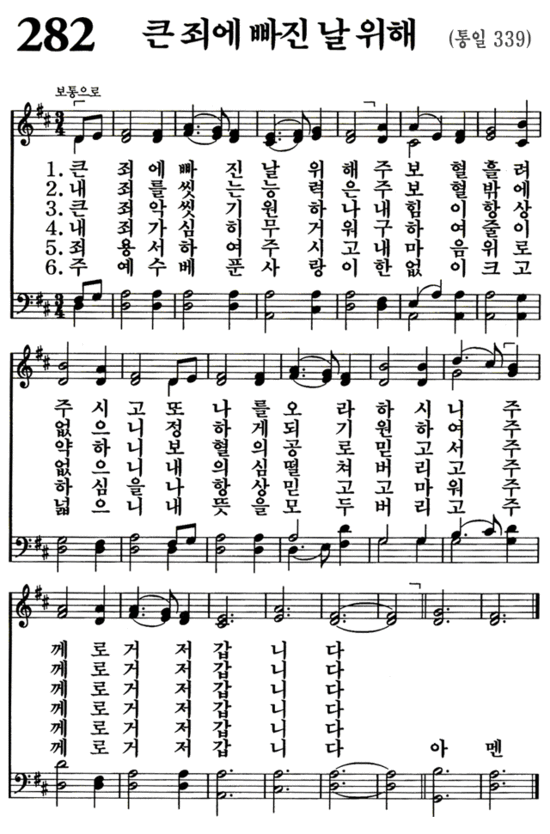 282 큰 죄에 빠진 날 위해 (통일 339)
보통으로
1. 큰 죄에 빠진 날 위해 주 보혈 흘려
2. 내 죄를 씻는 능력은 주 보혈 밖에
3. 큰 죄악 씻기 원하나 내 힘이 항상
4. 내 죄 심히 무거워 구하여 줄 이
5. 죄 용서하여 주시고 내 마음 위로
6. 주 예수 베푼 사랑이 한없이 크고
주 시 고 또 나를 오 라 하 시 니 주
없 으 니 정 하게 되 기 원 하 여 주
약 하 니 보 혈의 공 로 믿 어 서 주
없 으 니 내 의심 떨 쳐 버 리 고 주
하 심 을 나 항상 믿 고 고 마 워 주
넓 으 니 내 뜻을 모 두 버 리 고 주
께 로 거 저 갑 니 다
께 로 거 저 갑 니 다
께 로 거 저 갑 니 다
께 로 거 저 갑 니 다
께 로 거 저 갑 니 다
께 로 거 저 갑 니 다 아 멘